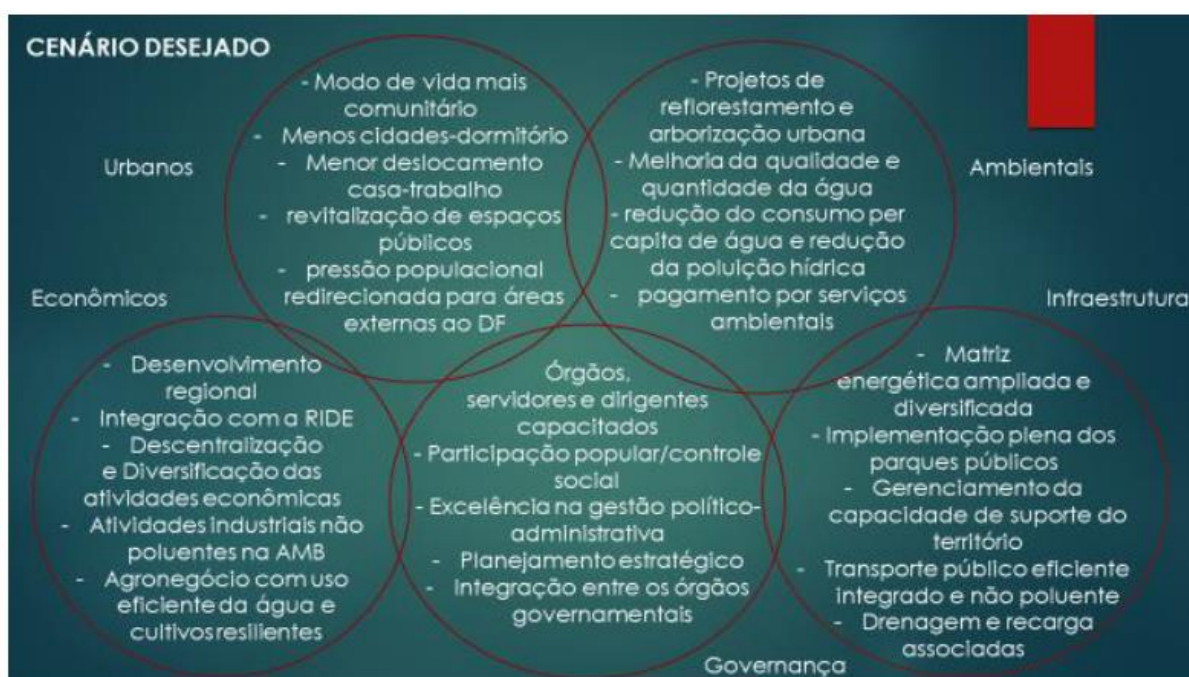 CENÁRIO DESEJADO
Urbanos
- Modo de vida mais
comunitário
- Menos cidades-dormitório
- Menor deslocamento
casa-trabalho
- revitalização de espaços
públicos
- pressão populacional
redirecionada para áreas
externas ao DF
Ambientais
- Projetos de
reflorestamento e
arborização urbana
- Melhoria da qualidade e
quantidade da água
- redução do consumo per
capita de água e redução
da poluição hídrica
- pagamento por serviços
ambientais
Econômicos
- Desenvolvimento
regional
- Integração com a RIDE
- Descentralização
e Diversificação das
atividades econômicas
- Atividades industriais não
poluentes na AMB
- Agronegócio com uso
eficiente da água e
cultivos resilientes
Órgãos,
servidores e dirigentes
capacitados
- Participação popular/controle
social
- Excelência na gestão político-
administrativa
- Planejamento estratégico
- Integração entre os órgãos
governamentais
Governança
Infraestrutura
- Matriz
energética ampliada e
diversificada
- Implementação plena dos
parques públicos
- Gerenciamento da
capacidade de suporte do
território
- Transporte público eficiente
integrado e não poluente
- Drenagem e recarga
associadas